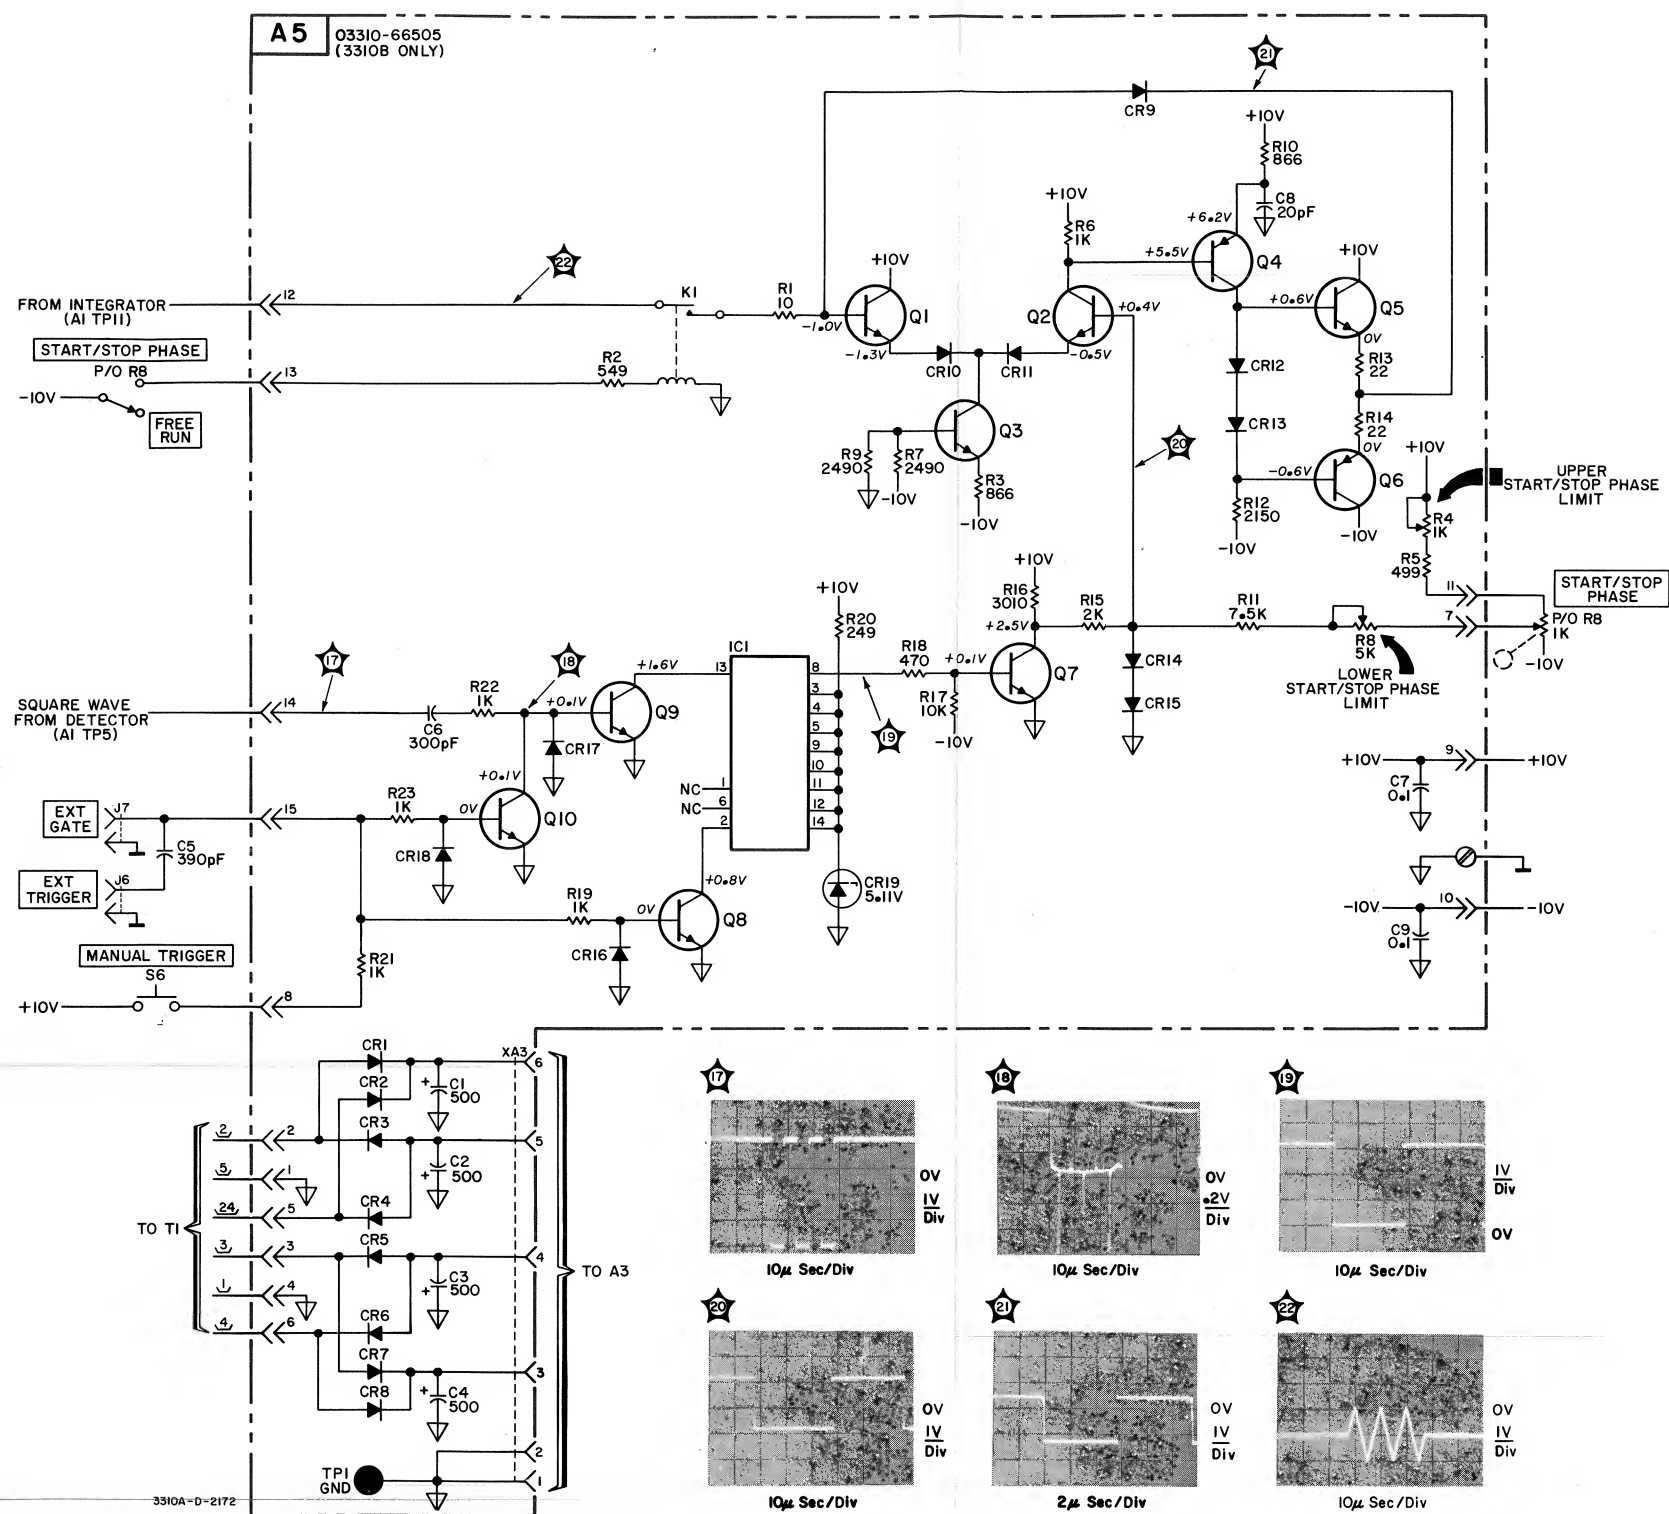 A5
03310-66505
(3310B ONLY)
21
CR9
+10V
R10
866
C8
20pF
+10V
R6
1K
+6.2V
+5.5V
Q4
+10V
+0.6V
Q5
0V
R13
22
CR12
CR13
R14
22
0V
-0.6V
Q6
R12
2150
-10V
-10V
22
FROM INTEGRATOR
(A1 TP11)
12
K1
R1
10
+10V
-1.0V
Q1
-1.3V
Q2
+0.4V
-0.5V
CR10
CR11
START/STOP PHASE
P/O R8
13
R2
549
-10V
FREE
RUN
Q3
R9
2490
R7
2490
-10V
R3
866
-10V
20
+10V
R4
1K
R5
499
UPPER
START/STOP PHASE
LIMIT
11
START/STOP
PHASE
7
P/O R8
1K
-10V
+10V
R16
3010
+2.5V
R15
2K
R11
7.5K
R8
5K
LOWER
START/STOP PHASE
LIMIT
CR14
CR15
+10V
R20
249
IC1
13
8
3
4
5
9
10
11
12
14
NC
1
NC
6
2
R18
470
+0.1V
Q7
R17
10K
-10V
19
CR19
5.11V
17
SQUARE WAVE
FROM DETECTOR
(A1 TP5)
14
C6
300pF
R22
1K
18
+0.1V
+1.6V
Q9
CR17
+0.1V
EXT
GATE
J7
15
C5
390pF
R23
1K
0V
Q10
CR18
EXT
TRIGGER
J6
R19
1K
0V
+0.8V
Q8
CR16
R21
1K
MANUAL TRIGGER
S6
+10V
8
+10V
9
+10V
C7
0.1
-10V
10
-10V
C9
0.1
CR1
CR2
CR3
CR4
CR5
CR6
CR7
CR8
+
C1
500
C2
+
500
C3
+
500
+
C4
500
XA3
6
5
4
3
2
1
TO A3
TO T1
2
2
5
1
24
5
3
3
1
4
4
6
TP1
GND
3310A-D-2172
17
0V
1V
Div
10μ Sec/Div
18
0V
.2V
Div
10μ Sec/Div
19
1V
Div
0V
10μ Sec/Div
20
0V
1V
Div
10μ Sec/Div
21
0V
1V
Div
2μ Sec/Div
22
0V
1V
Div
10μ Sec/Div